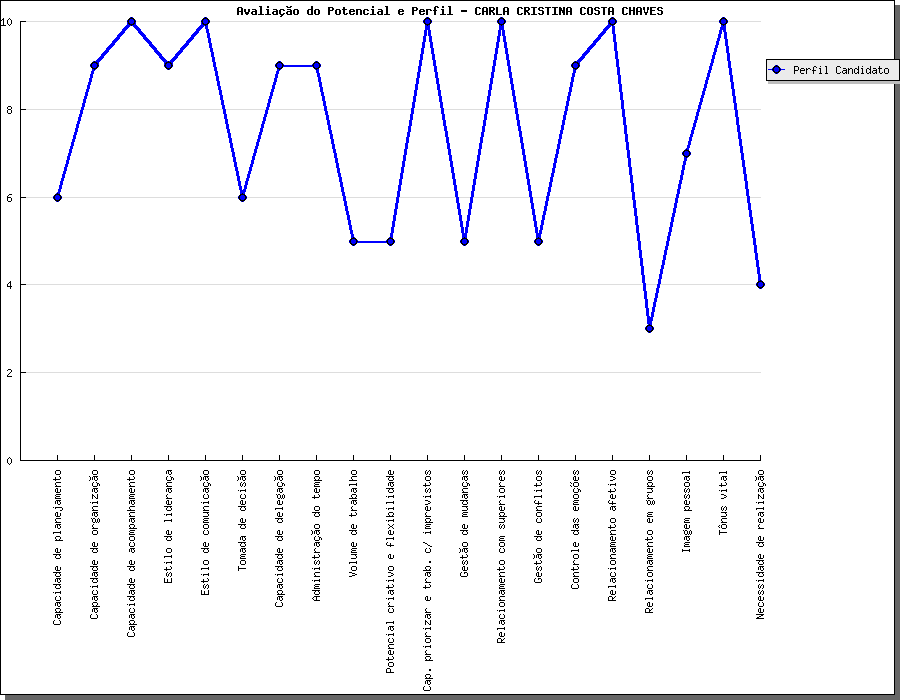 Avaliação do Potencial e Perfil - CARLA CRISTINA COSTA CHAVES
10
8
6
4
2
0
Perfil Candidato
Capacidade de planejamento
Capacidade de organização
Capacidade de acompanhamento
Estilo de liderança
Estilo de comunicação
Tomada de decisão
Capacidade de delegação
Administração do tempo
Volume de trabalho
Potencial criativo e flexibilidade
Cap. priorizar e trab. c/ imprevistos
Gestão de mudanças
Relacionamento com superiores
Gestão de conflitos
Controle das emoções
Relacionamento afetivo
Relacionamento em grupos
Imagem pessoal
Tônus vital
Necessidade de realização